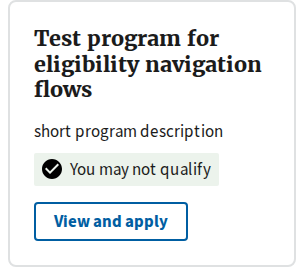 Test program for
eligibility navigation
flows
short program description
You may not qualify
View and apply